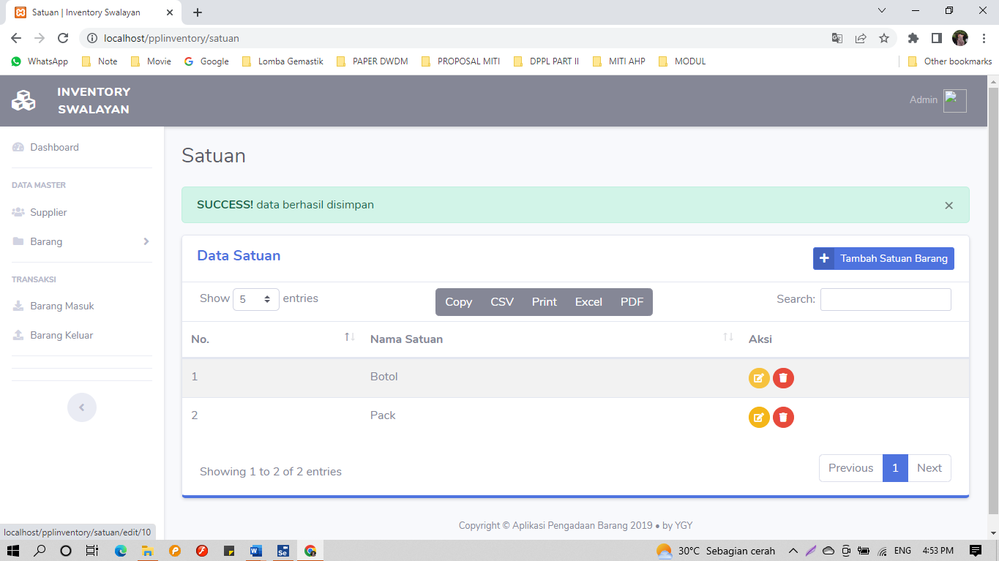 Satuan | Inventory Swalayan
localhost/pplinventory/satuan
WhatsApp Note Movie Google Lomba Gemastik PAPER DWDM PROPOSAL MITI DPPL PART II MITI AHP MODUL Other bookmarks
INVENTORY
SWALAYAN
Admin
Dashboard
DATA MASTER
Supplier
Barang
TRANSAKSI
Barang Masuk
Barang Keluar
Satuan
SUCCESS! data berhasil disimpan ×
Data Satuan
+ Tambah Satuan Barang
Show 5 entries
Copy CSV Print Excel PDF
Search:
No. Nama Satuan Aksi
1 Botol
2 Pack
Showing 1 to 2 of 2 entries
Previous 1 Next
Copyright © Aplikasi Pengadaan Barang 2019 • by YGY
localhost/pplinventory/satuan/edit/10
30°C Sebagian cerah ENG 4:53 PM